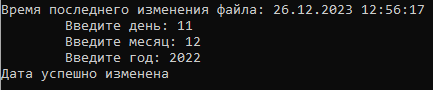 Время последнего изменения файла: 26.12.2023 12:56:17
Введите день: 11
Введите месяц: 12
Введите год: 2022
Дата успешно изменена